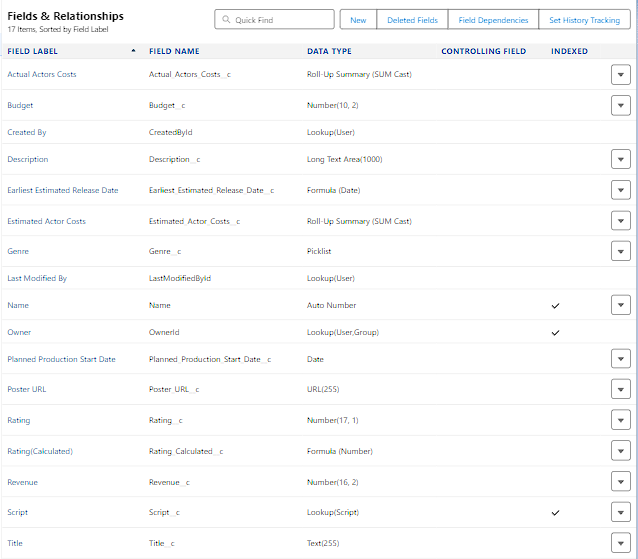 Fields & Relationships
17 Items, Sorted by Field Label
Quick Find
New Deleted Fields Field Dependencies Set History Tracking
FIELD LABEL FIELD NAME DATA TYPE CONTROLLING FIELD INDEXED
Actual Actors Costs Actual_Actors_Costs__c Roll-Up Summary (SUM Cast)
Budget Budget__c Number(10, 2)
Created By CreatedById Lookup(User)
Description Description__c Long Text Area(1000)
Earliest Estimated Release Date Earliest_Estimated_Release_Date__c Formula (Date)
Estimated Actor Costs Estimated_Actor_Costs__c Roll-Up Summary (SUM Cast)
Genre Genre__c Picklist
Last Modified By LastModifiedById Lookup(User)
Name Name Auto Number
Owner OwnerId Lookup(User,Group)
Planned Production Start Date Planned_Production_Start_Date__c Date
Poster URL Poster_URL__c URL(255)
Rating Rating__c Number(17, 1)
Rating(Calculated) Rating_Calculated__c Formula (Number)
Revenue Revenue__c Number(16, 2)
Script Script__c Lookup(Script)
Title Title__c Text(255)